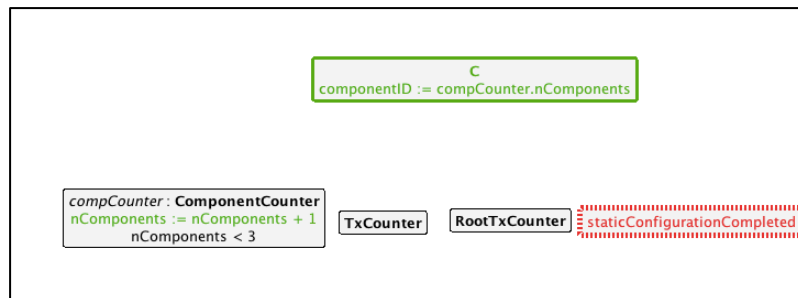 C
componentID := compCounter.nComponents
compCounter : ComponentCounter
nComponents := nComponents + 1
nComponents < 3
TxCounter
RootTxCounter
staticConfigurationCompleted